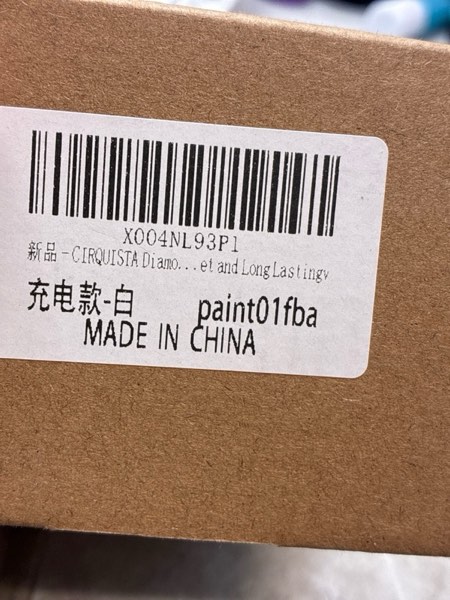 X004NL93P1
新品-CIRQUISTA Diamo...et and Long Lastingv
充电款-白 paint01fba
MADE IN CHINA